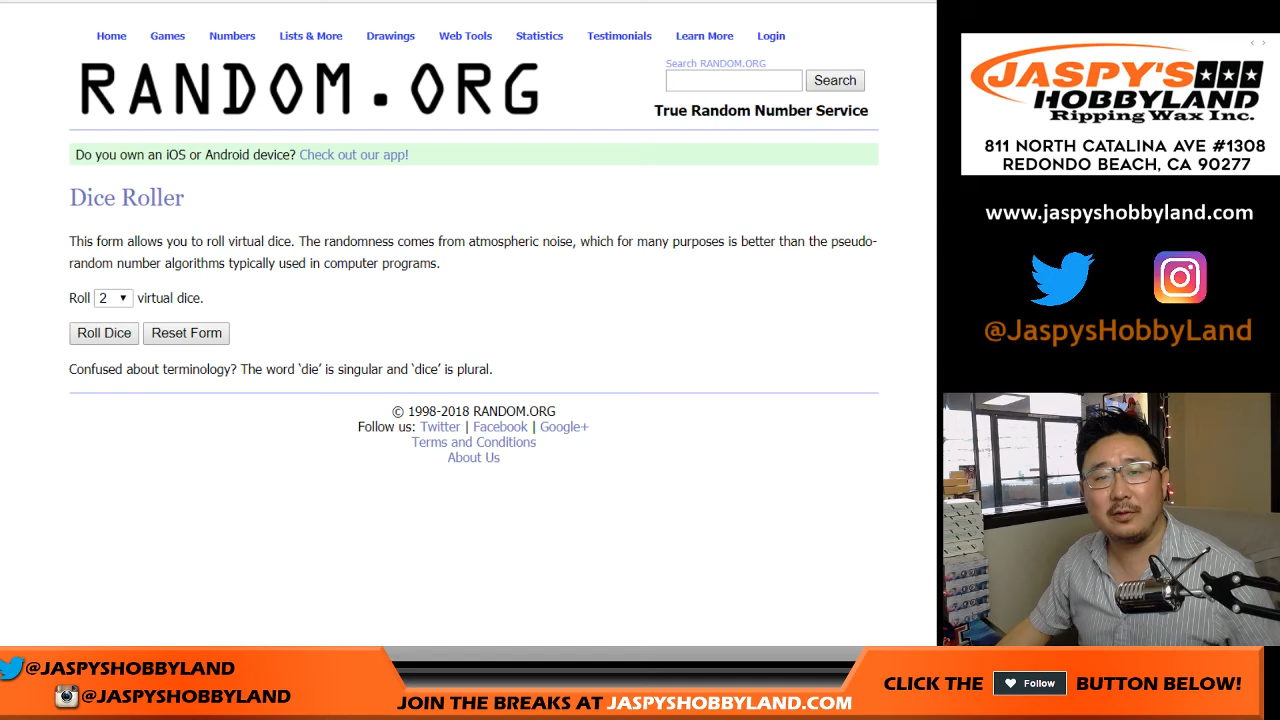 Home Games Numbers Lists & More Drawings Web Tools Statistics Testimonials Learn More Login
RANDOM.ORG
Search RANDOM.ORG
Search
True Random Number Service
Do you own an iOS or Android device? Check out our app!
Dice Roller
This form allows you to roll virtual dice. The randomness comes from atmospheric noise, which for many purposes is better than the pseudo-
random number algorithms typically used in computer programs.
Roll 2 virtual dice.
Roll Dice Reset Form
Confused about terminology? The word ‘die’ is singular and ‘dice’ is plural.
© 1998-2018 RANDOM.ORG
Follow us: Twitter | Facebook | Google+
Terms and Conditions
About Us
JASPY'S
HOBBYLAND
Ripping Wax Inc.
811 NORTH CATALINA AVE #1308
REDONDO BEACH, CA 90277
www.jaspyshobbyland.com
@JaspysHobbyLand
@JASPYSHOBBYLAND
@JASPYSHOBBYLAND
JOIN THE BREAKS AT JASPYSHOBBYLAND.COM
CLICK THE Follow BUTTON BELOW!